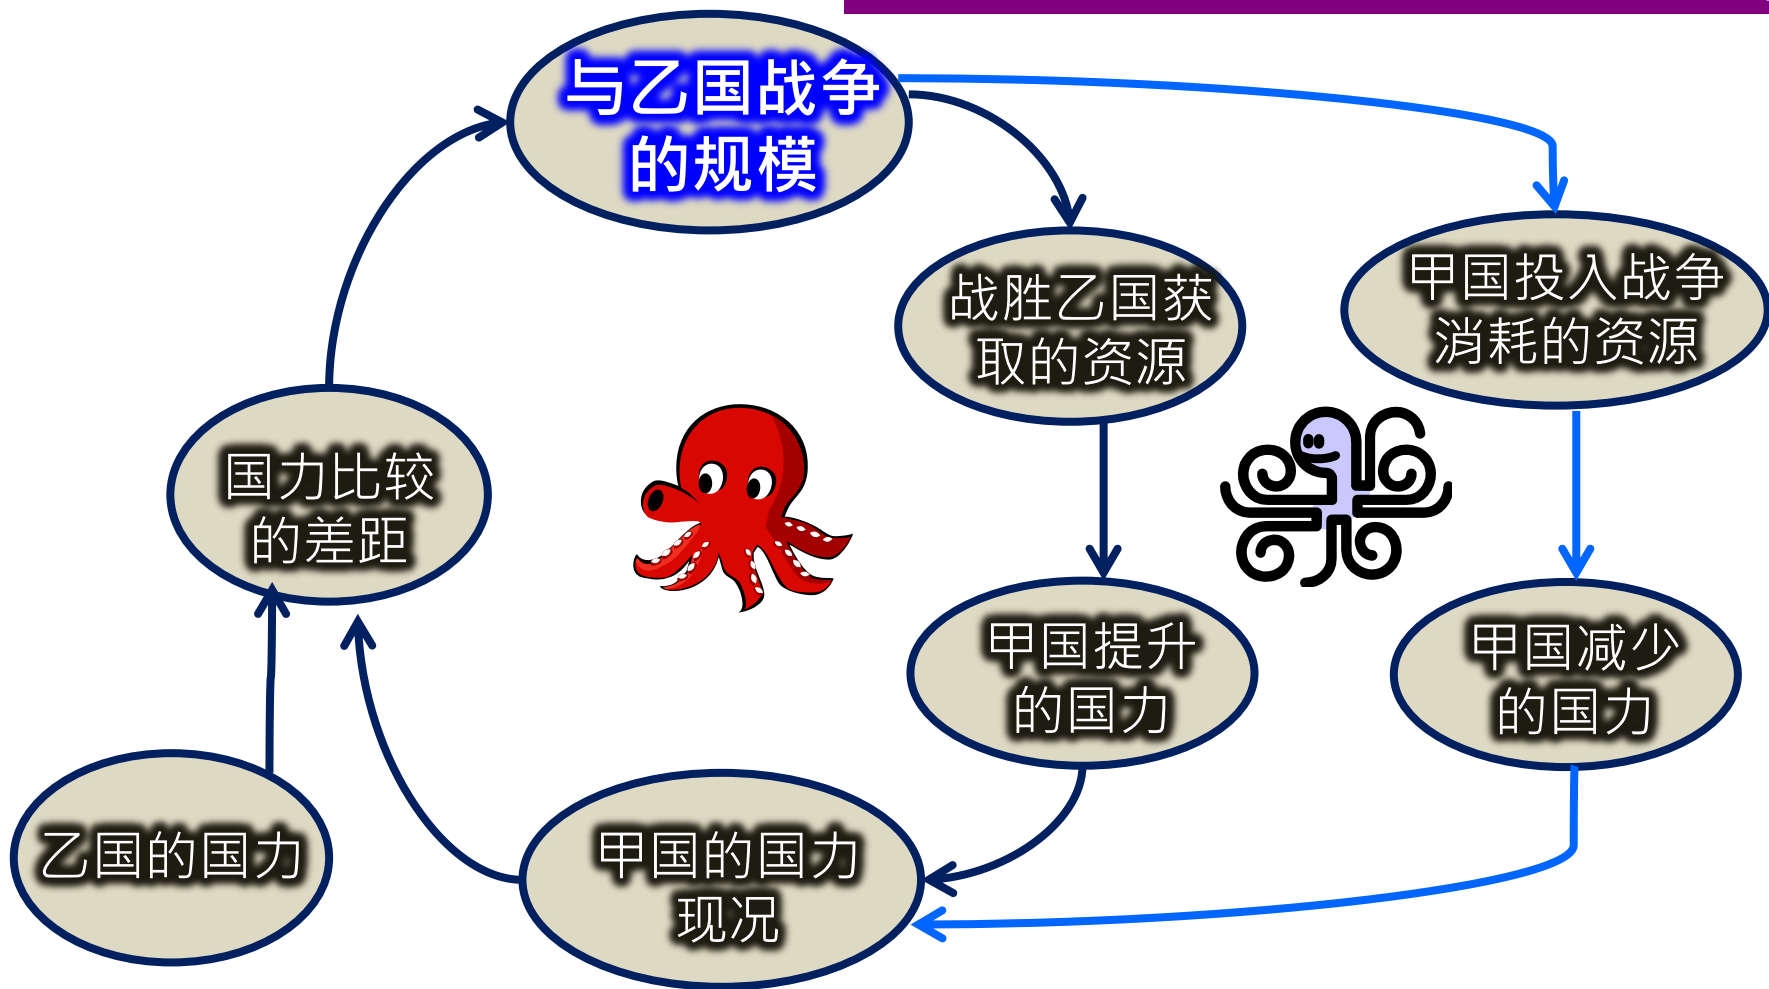 与乙国战争
的规模
战胜乙国获
取的资源
甲国投入战争
消耗的资源
国力比较
的差距
甲国提升
的国力
甲国减少
的国力
乙国的国力
甲国的国力
现况